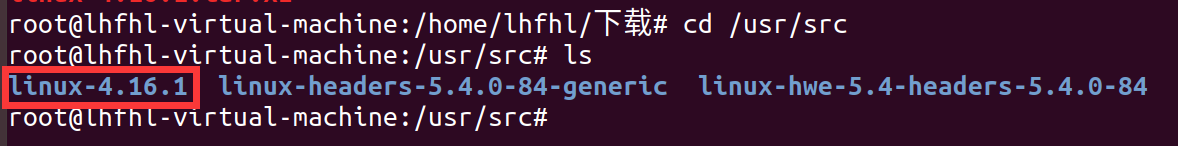 root@lhfhl-virtual-machine:/home/lhfhl/下载# cd /usr/src
root@lhfhl-virtual-machine:/usr/src# ls
linux-4.16.1  linux-headers-5.4.0-84-generic  linux-hwe-5.4-headers-5.4.0-84
root@lhfhl-virtual-machine:/usr/src#